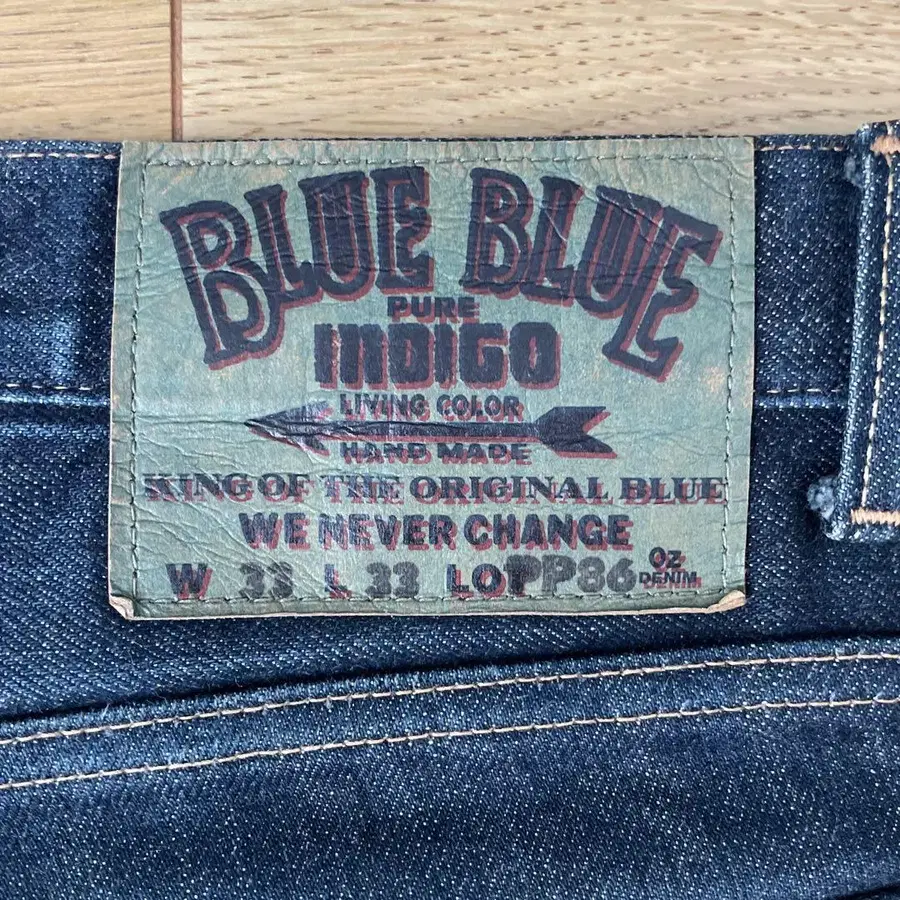 BLUE BLUE
PURE
INDIGO
LIVING COLOR
HAND MADE
KING OF THE ORIGINAL BLUE
WE NEVER CHANGE
W 33 L 33 LOT PP86 OZ DENIM